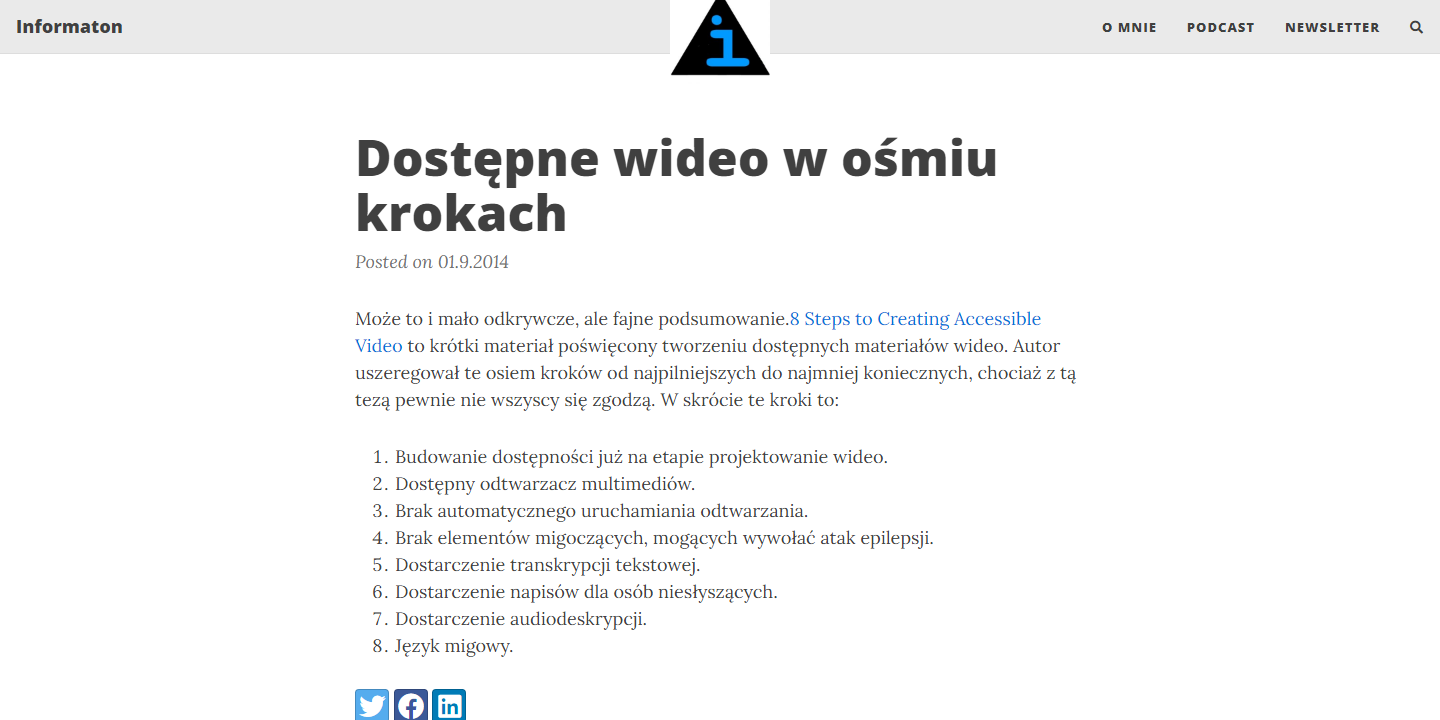 Informaton
i
O MNIE
PODCAST
NEWSLETTER
Dostępne wideo w ośmiu
krokach
Posted on 01.9.2014
Może to i mało odkrywcze, ale fajne podsumowanie.8 Steps to Creating Accessible
Video to krótki materiał poświęcony tworzeniu dostępnych materiałów wideo. Autor
uszeregował te osiem kroków od najpilniejszych do najmniej koniecznych, chociaż z tą
tezą pewnie nie wszyscy się zgodzą. W skrócie te kroki to:
1. Budowanie dostępności już na etapie projektowanie wideo.
2. Dostępny odtwarzacz multimediów.
3. Brak automatycznego uruchamiania odtwarzania.
4. Brak elementów migoczących, mogących wywołać atak epilepsji.
5. Dostarczenie transkrypcji tekstowej.
6. Dostarczenie napisów dla osób niesłyszących.
7. Dostarczenie audiodeskrypcji.
8. Język migowy.